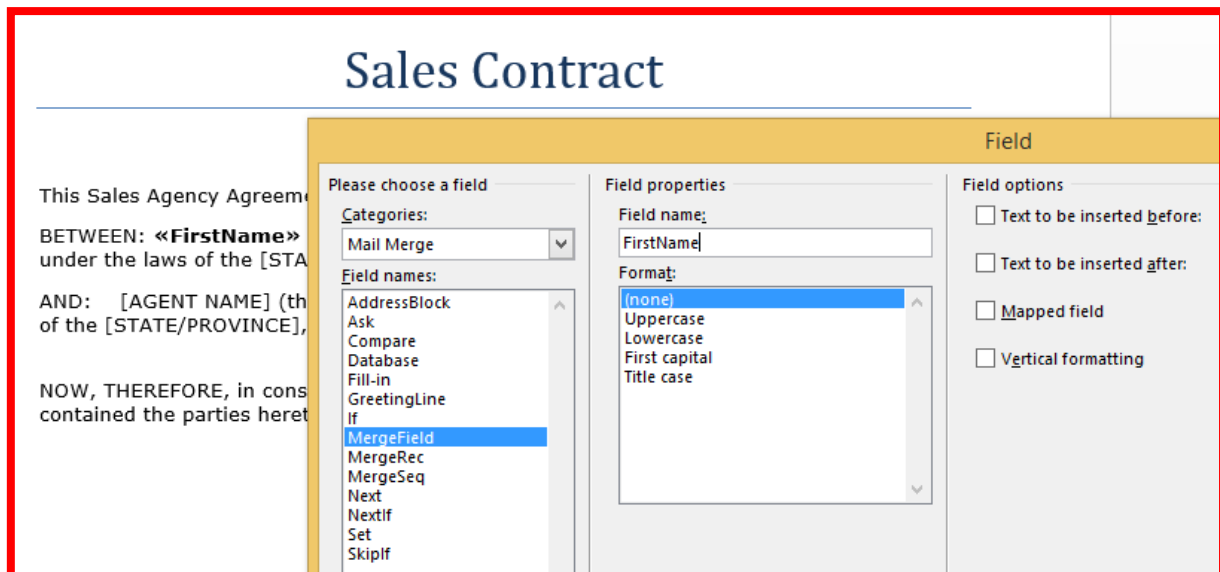 Sales Contract
Field
This Sales Agency Agreem
BETWEEN: «FirstName»
under the laws of the [STA
AND: [AGENT NAME] (th
of the [STATE/PROVINCE],
NOW, THEREFORE, in cons
contained the parties heret
Please choose a field
Categories:
Mail Merge
Field names:
AddressBlock
Ask
Compare
Database
Fill-in
GreetingLine
If
MergeField
MergeRec
MergeSeq
Next
NextIf
Set
SkipIf
Field properties
Field name:
FirstName
Format:
(none)
Uppercase
Lowercase
First capital
Title case
Field options
Text to be inserted before:
Text to be inserted after:
Mapped field
Vertical formatting